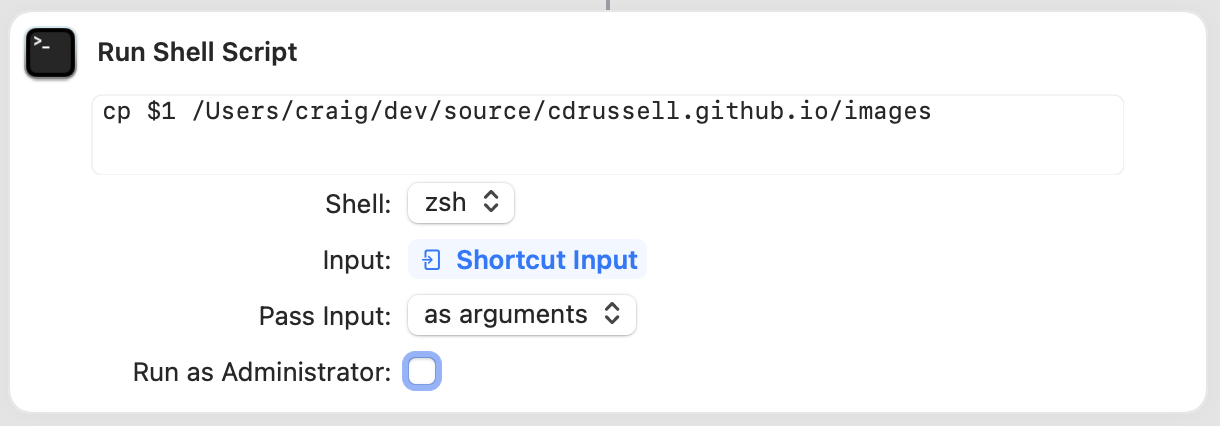 >_
Run Shell Script
cp $1 /Users/craig/dev/source/cdrussell.github.io/images
Shell: zsh
Input: Shortcut Input
Pass Input: as arguments
Run as Administrator: